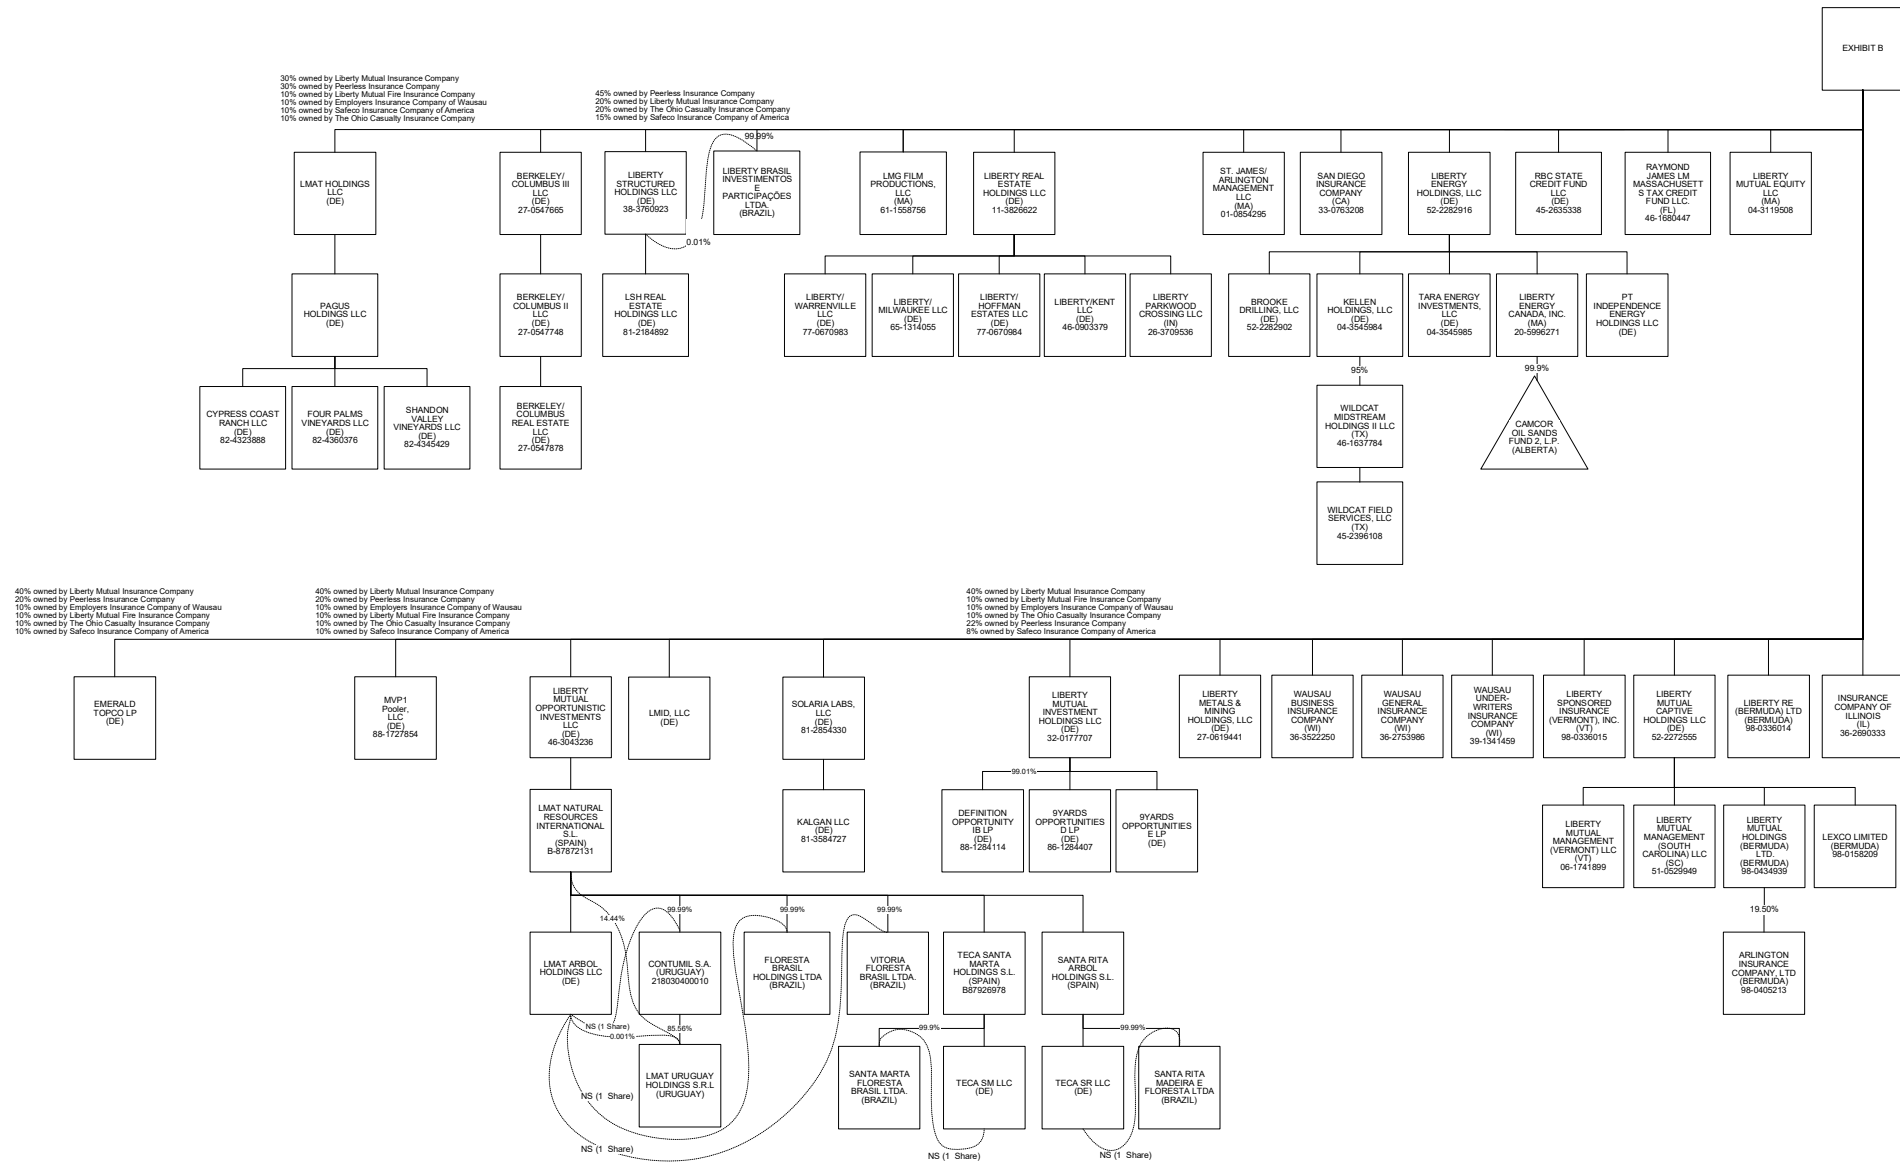 EXHIBIT B
30% owned by Liberty Mutual Insurance Company
30% owned by Peerless Insurance Company
10% owned by Liberty Mutual Fire Insurance Company
10% owned by Employers Insurance Company of Wausau
10% owned by Safeco Insurance Company of America
10% owned by The Ohio Casualty Insurance Company
45% owned by Peerless Insurance Company
20% owned by Liberty Mutual Insurance Company
20% owned by The Ohio Casualty Insurance Company
15% owned by Safeco Insurance Company of America
99.99%
LMAT HOLDINGS
LLC
(DE)
BERKELEY/
COLUMBUS III
LLC
(DE)
27-0547665
LIBERTY
STRUCTURED
HOLDINGS LLC
(DE)
38-3760923
LIBERTY BRASIL
INVESTIMENTOS
E
PARTICIPAÇÕES
LTDA.
(BRAZIL)
LMG FILM
PRODUCTIONS,
LLC
(MA)
61-1558756
LIBERTY REAL
ESTATE
HOLDINGS LLC
(DE)
11-3826622
ST. JAMES/
ARLINGTON
MANAGEMENT
LLC
(MA)
01-0854295
SAN DIEGO
INSURANCE
COMPANY
(CA)
33-0763208
LIBERTY
ENERGY
HOLDINGS, LLC
(DE)
52-2282916
RBC STATE
CREDIT FUND
LLC
(DE)
45-2635338
RAYMOND
JAMES LM
MASSACHUSETT
S TAX CREDIT
FUND LLC.
(FL)
46-1680447
LIBERTY
MUTUAL EQUITY
LLC
(MA)
04-3119508
0.01%
PAGUS
HOLDINGS LLC
(DE)
BERKELEY/
COLUMBUS II
LLC
(DE)
27-0547748
LSH REAL
ESTATE
HOLDINGS LLC
(DE)
81-2184892
LIBERTY/
WARRENVILLE
LLC
(DE)
77-0670983
LIBERTY/
MILWAUKEE LLC
(DE)
65-1314055
LIBERTY/
HOFFMAN
ESTATES LLC
(DE)
77-0670984
LIBERTY/KENT
LLC
(DE)
46-0903379
LIBERTY
PARKWOOD
CROSSING LLC
(IN)
26-3709536
BROOKE
DRILLING, LLC
(DE)
52-2282902
KELLEN
HOLDINGS, LLC
(DE)
04-3545984
TARA ENERGY
INVESTMENTS,
LLC
(DE)
04-3545985
LIBERTY
ENERGY
CANADA, INC.
(MA)
20-5996271
PT
INDEPENDENCE
ENERGY
HOLDINGS LLC
(DE)
95%
99.9%
CYPRESS COAST
RANCH LLC
(DE)
82-4323888
FOUR PALMS
VINEYARDS LLC
(DE)
82-4360376
SHANDON
VALLEY
VINEYARDS LLC
(DE)
82-4345429
BERKELEY/
COLUMBUS
REAL ESTATE
LLC
(DE)
27-0547878
WILDCAT
MIDSTREAM
HOLDINGS II LLC
(TX)
46-1637784
CAMCOR
OIL SANDS
FUND 2, L.P.
(ALBERTA)
WILDCAT FIELD
SERVICES, LLC
(TX)
45-2396108
40% owned by Liberty Mutual Insurance Company
20% owned by Peerless Insurance Company
10% owned by Employers Insurance Company of Wausau
10% owned by Liberty Mutual Fire Insurance Company
10% owned by The Ohio Casualty Insurance Company
10% owned by Safeco Insurance Company of America
40% owned by Liberty Mutual Insurance Company
20% owned by Peerless Insurance Company
10% owned by Employers Insurance Company of Wausau
10% owned by Liberty Mutual Fire Insurance Company
10% owned by The Ohio Casualty Insurance Company
10% owned by Safeco Insurance Company of America
40% owned by Liberty Mutual Insurance Company
10% owned by Liberty Mutual Fire Insurance Company
10% owned by Employers Insurance Company of Wausau
10% owned by The Ohio Casualty Insurance Company
22% owned by Peerless Insurance Company
8% owned by Safeco Insurance Company of America
EMERALD
TOPCO LP
(DE)
MVP1
Pooler,
LLC
(DE)
88-1727854
LIBERTY
MUTUAL
OPPORTUNISTIC
INVESTMENTS
LLC
(DE)
46-3043236
LMID, LLC
(DE)
SOLARIA LABS,
LLC
(DE)
81-2854330
LIBERTY
MUTUAL
INVESTMENT
HOLDINGS LLC
(DE)
32-0177707
LIBERTY
METALS &
MINING
HOLDINGS, LLC
(DE)
27-0619441
WAUSAU
BUSINESS
INSURANCE
COMPANY
(WI)
36-3522250
WAUSAU
GENERAL
INSURANCE
COMPANY
(WI)
36-2753986
WAUSAU
UNDER-
WRITERS
INSURANCE
COMPANY
(WI)
39-1341459
LIBERTY
SPONSORED
INSURANCE
(VERMONT), INC.
(VT)
98-0336015
LIBERTY
MUTUAL
CAPTIVE
HOLDINGS LLC
(DE)
52-2272555
LIBERTY RE
(BERMUDA) LTD
(BERMUDA)
98-0336014
INSURANCE
COMPANY OF
ILLINOIS
(IL)
36-2690333
99.01%
LMAT NATURAL
RESOURCES
INTERNATIONAL
S.L.
(SPAIN)
B-87872131
KALGAN LLC
(DE)
81-3584727
DEFINITION
OPPORTUNITY
IB LP
(DE)
88-1284114
9YARDS
OPPORTUNITIES
D LP
(DE)
86-1284407
9YARDS
OPPORTUNITIES
E LP
(DE)
LIBERTY
MUTUAL
MANAGEMENT
(VERMONT) LLC
(VT)
06-1741899
LIBERTY
MUTUAL
MANAGEMENT
(SOUTH
CAROLINA) LLC
(SC)
51-0529949
LIBERTY
MUTUAL
HOLDINGS
(BERMUDA)
LTD.
(BERMUDA)
98-0434939
LEXCO LIMITED
(BERMUDA)
98-0158209
14.44%
99.99%
99.99%
99.99%
19.50%
LMAT ARBOL
HOLDINGS LLC
(DE)
CONTUMIL S.A.
(URUGUAY)
218030400010
FLORESTA
BRASIL
HOLDINGS LTDA
(BRAZIL)
VITORIA
FLORESTA
BRASIL LTDA.
(BRAZIL)
TECA SANTA
MARTA
HOLDINGS S.L.
(SPAIN)
B87926978
SANTA RITA
ARBOL
HOLDINGS S.L.
(SPAIN)
ARLINGTON
INSURANCE
COMPANY, LTD
(BERMUDA)
98-0405213
NS (1 Share)
0.001%
85.56%
99.9%
99.99%
LMAT URUGUAY
HOLDINGS S.R.L
(URUGUAY)
SANTA MARTA
FLORESTA
BRASIL LTDA.
(BRAZIL)
TECA SM LLC
(DE)
TECA SR LLC
(DE)
SANTA RITA
MADEIRA E
FLORESTA LTDA
(BRAZIL)
NS (1 Share)
NS (1 Share)
NS (1 Share)
NS (1 Share)